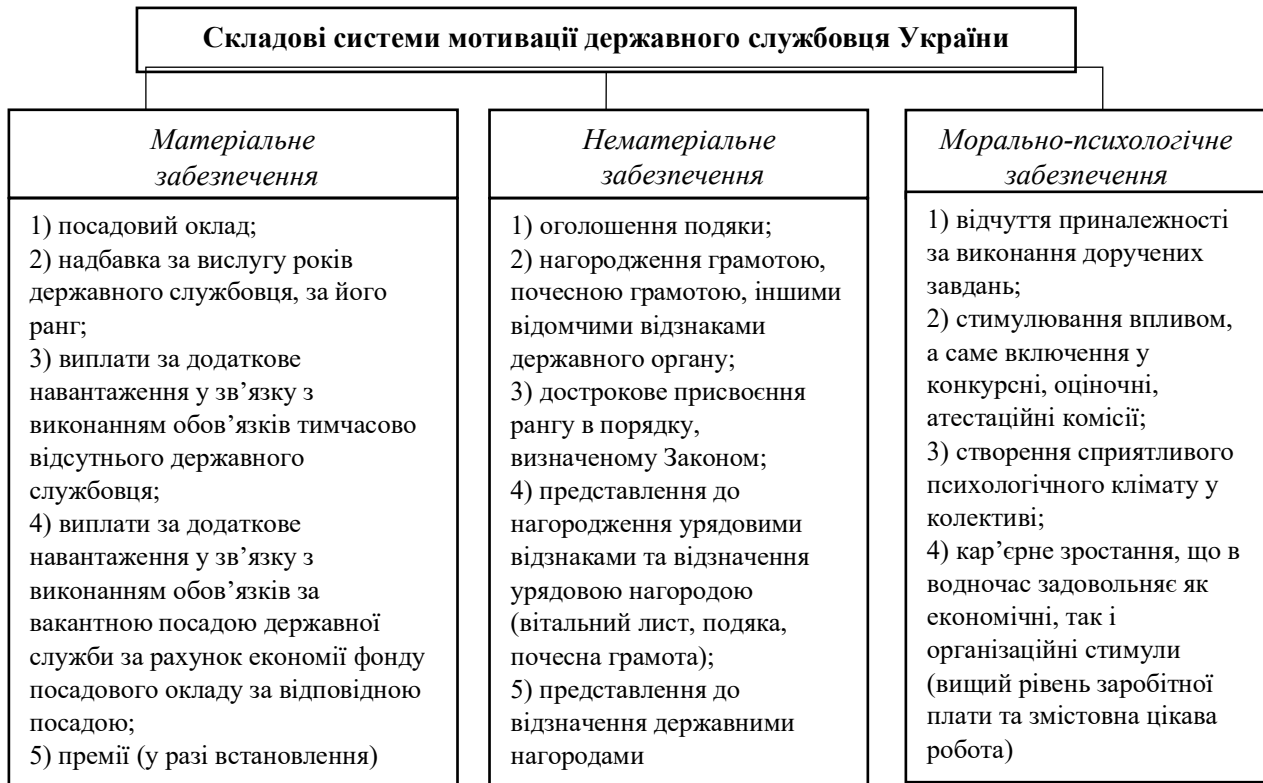 Складові системи мотивації державного службовця України
Матеріальне
забезпечення
1) посадовий оклад;
2) надбавка за вислугу років
державного службовця, за його
ранг;
3) виплати за додаткове
навантаження у зв’язку з
виконанням обов’язків тимчасово
відсутнього державного
службовця;
4) виплати за додаткове
навантаження у зв’язку з
виконанням обов’язків за
вакантною посадою державної
служби за рахунок економії фонду
посадового окладу за відповідною
посадою;
5) премії (у разі встановлення)
Нематеріальне
забезпечення
1) оголошення подяки;
2) нагородження грамотою,
почесною грамотою, іншими
відомчими відзнаками
державного органу;
3) дострокове присвоєння
рангу в порядку,
визначеному Законом;
4) представлення до
нагородження урядовими
відзнаками та відзначення
урядовою нагородою
(вітальний лист, подяка,
почесна грамота);
5) представлення до
відзначення державними
нагородами
Морально-психологічне
забезпечення
1) відчуття приналежності
за виконання доручених
завдань;
2) стимулювання впливом,
а саме включення у
конкурсні, оціночні,
атестаційні комісії;
3) створення сприятливого
психологічного клімату у
колективі;
4) кар’єрне зростання, що в
водночас задовольняє як
економічні, так і
організаційні стимули
(вищий рівень заробітної
плати та змістовна цікава
робота)